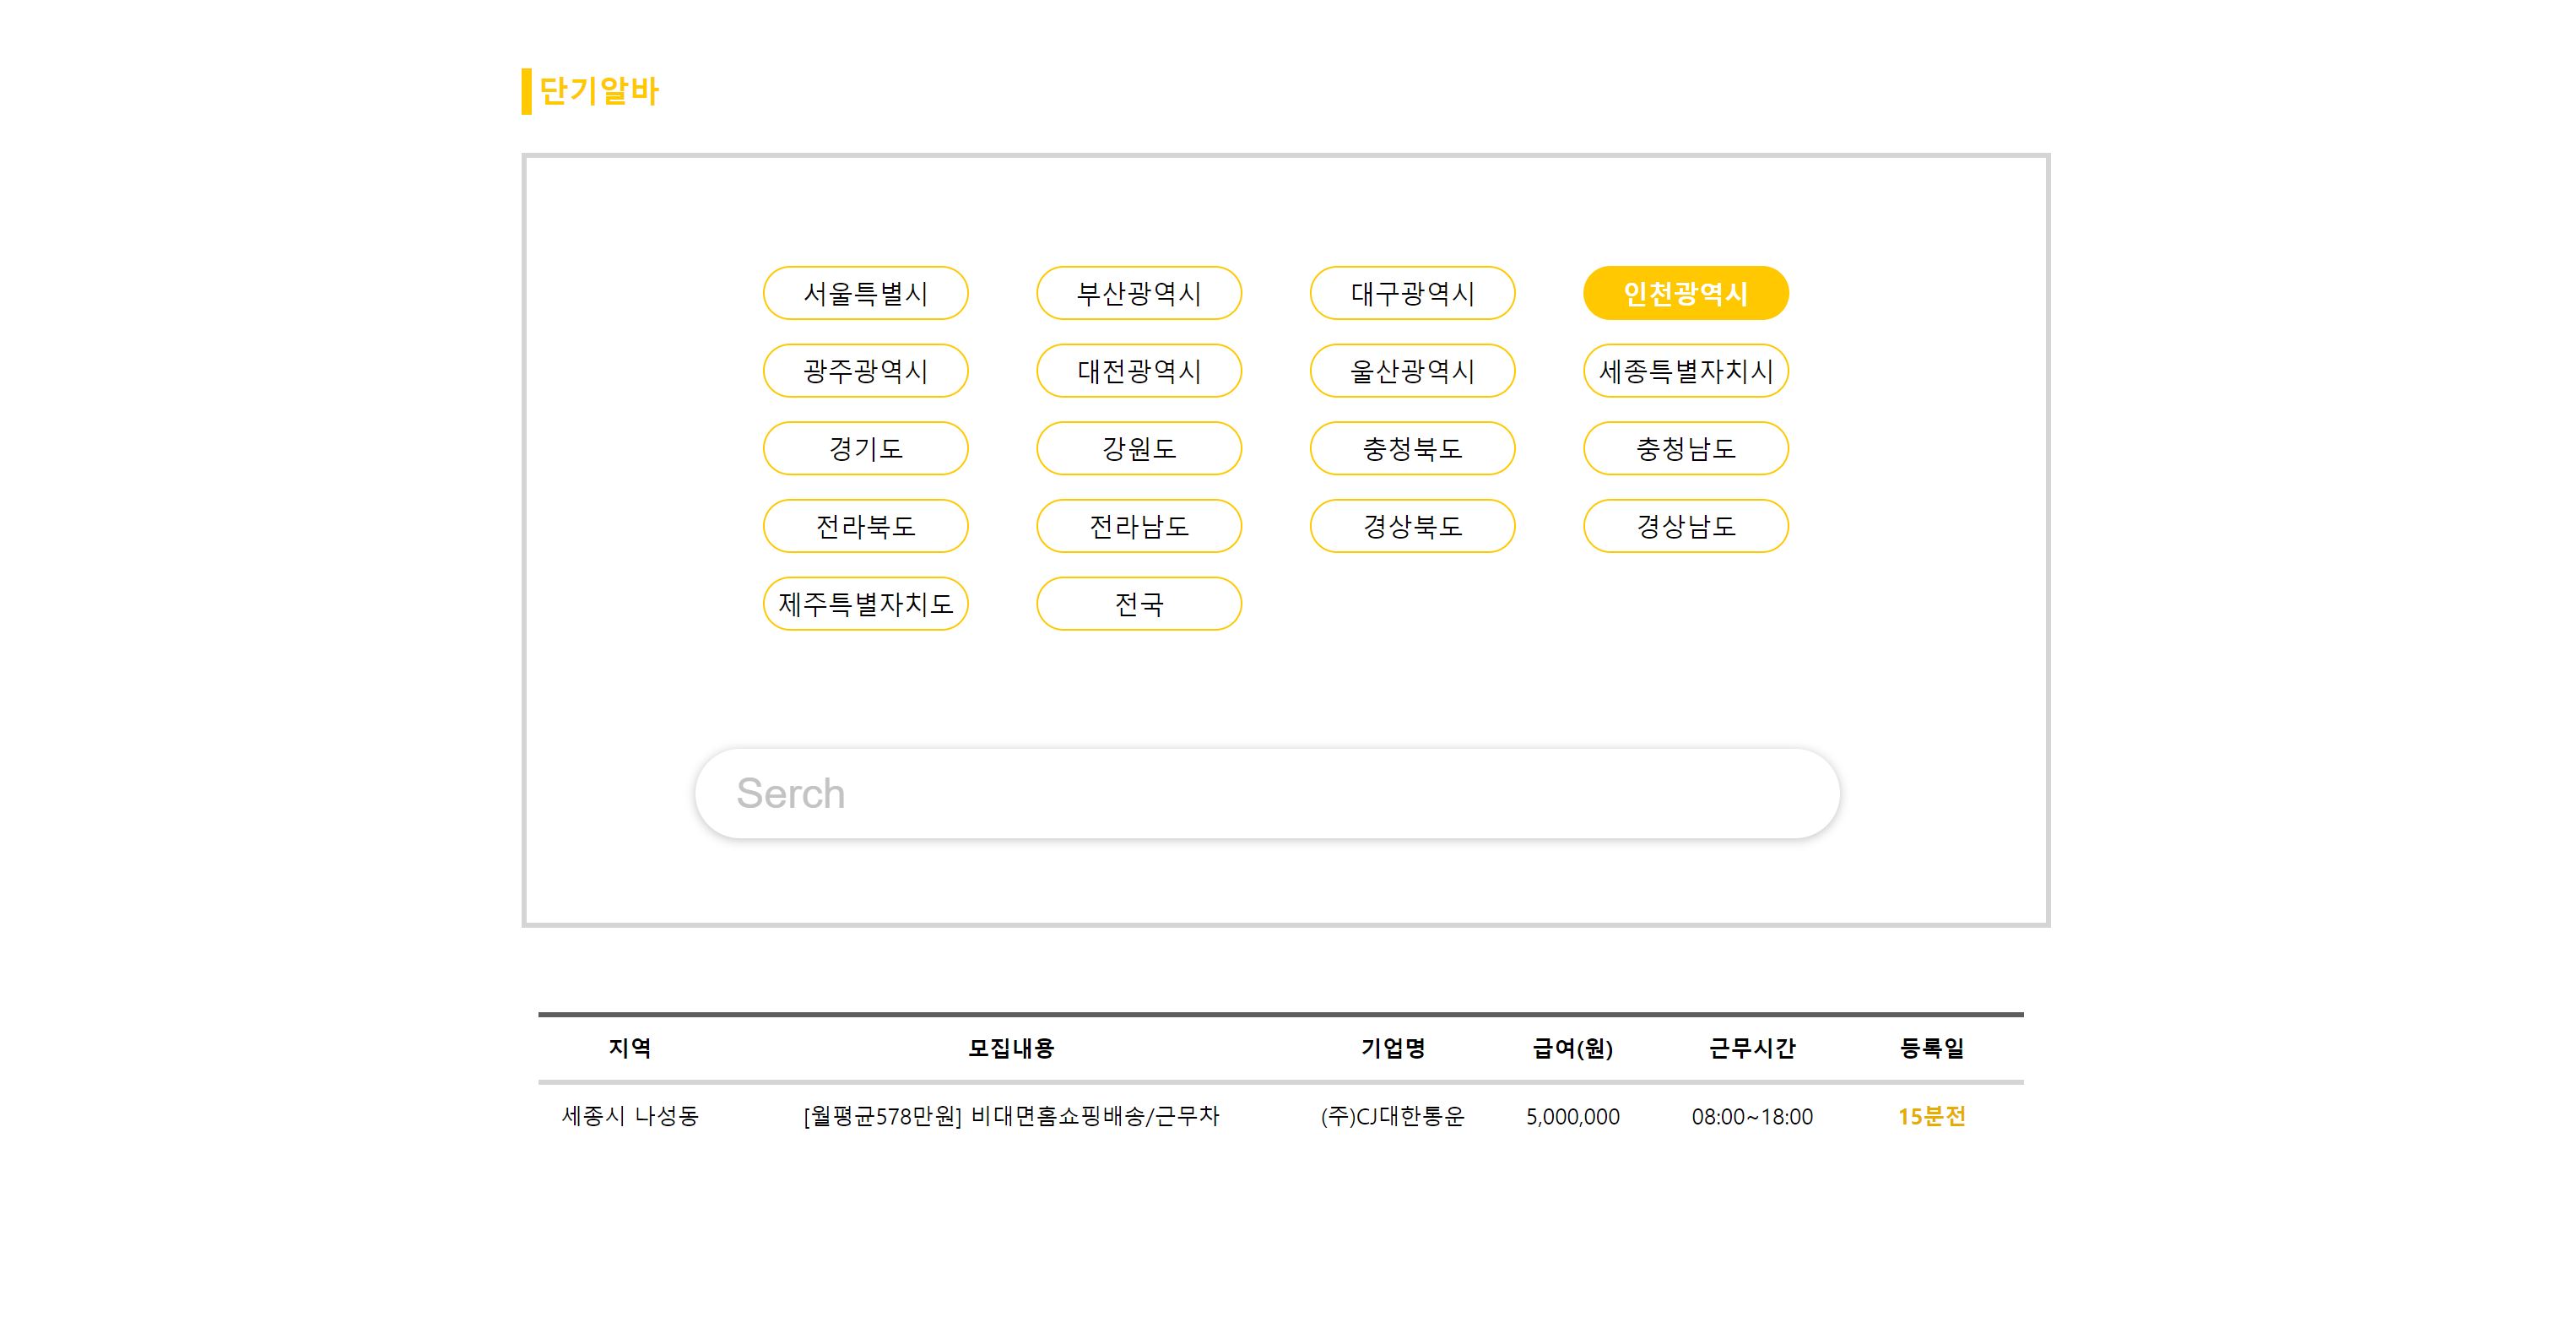 단기알바
서울특별시 부산광역시 대구광역시 인천광역시
광주광역시 대전광역시 울산광역시 세종특별자치시
경기도 강원도 충청북도 충청남도
전라북도 전라남도 경상북도 경상남도
제주특별자치도 전국
Serch
지역 모집내용 기업명 급여(원) 근무시간 등록일
세종시 나성동 [월평균578만원] 비대면홈쇼핑배송/근무차 (주)CJ대한통운 5,000,000 08:00~18:00 15분전